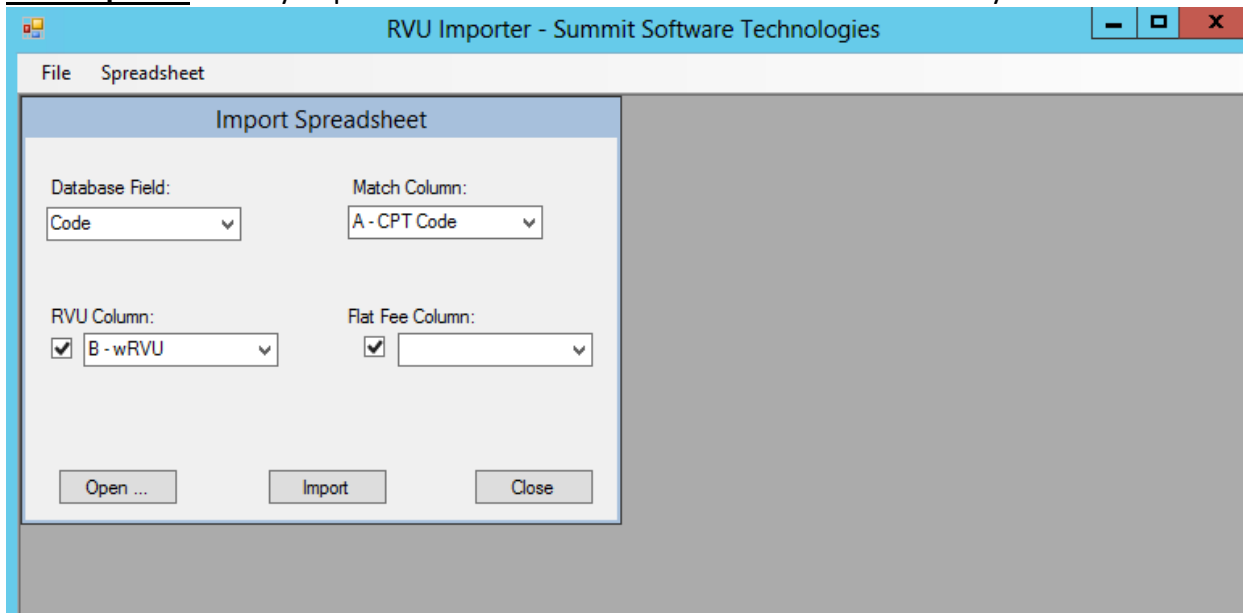 RVU Importer - Summit Software Technologies
File Spreadsheet
Import Spreadsheet
Database Field: Match Column:
Code A - CPT Code
RVU Column: Flat Fee Column:
B - wRVU
Open ... Import Close